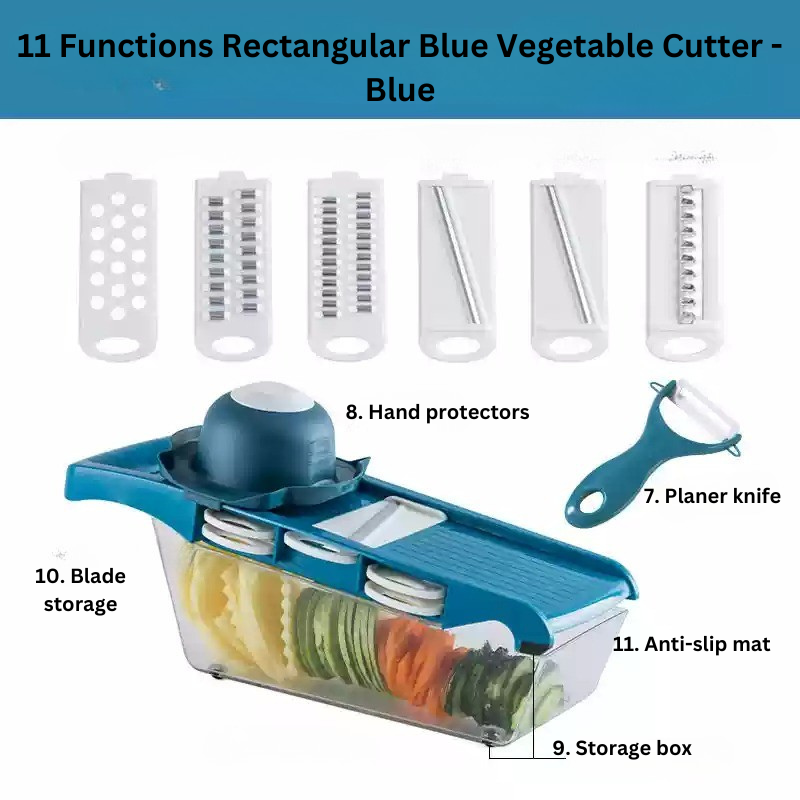 11 Functions Rectangular Blue Vegetable Cutter -
Blue
8. Hand protectors
7. Planer knife
10. Blade
storage
11. Anti-slip mat
9. Storage box